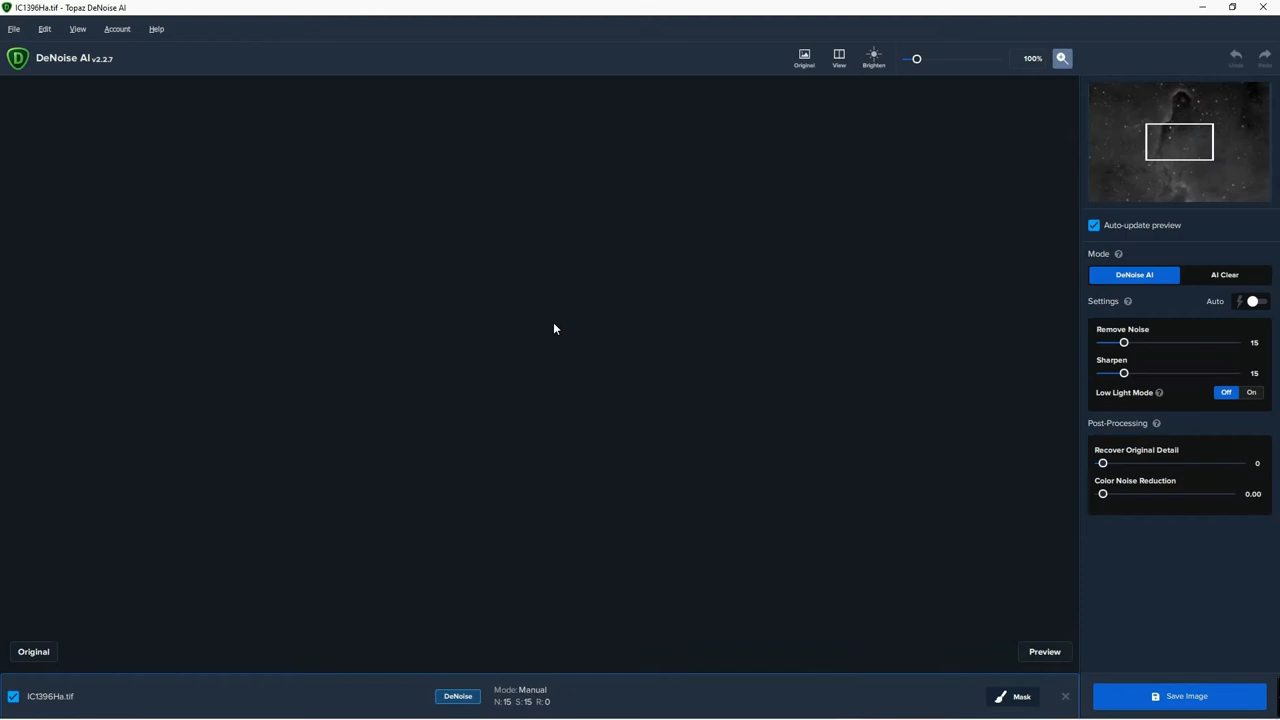 IC1396Ha.tif - Topaz DeNoise AI
File Edit View Account Help
DeNoise AI v2.2.7
Original View Brighten 100% Undo Redo
Auto-update preview
Mode
DeNoise AI AI Clear
Settings Auto
Remove Noise
15
Sharpen
15
Low Light Mode Off On
Post-Processing
Recover Original Detail
0
Color Noise Reduction
0.00
Original Preview
IC1396Ha.tif DeNoise Mode: Manual
N: 15 S: 15 R: 0
Mask Save Image